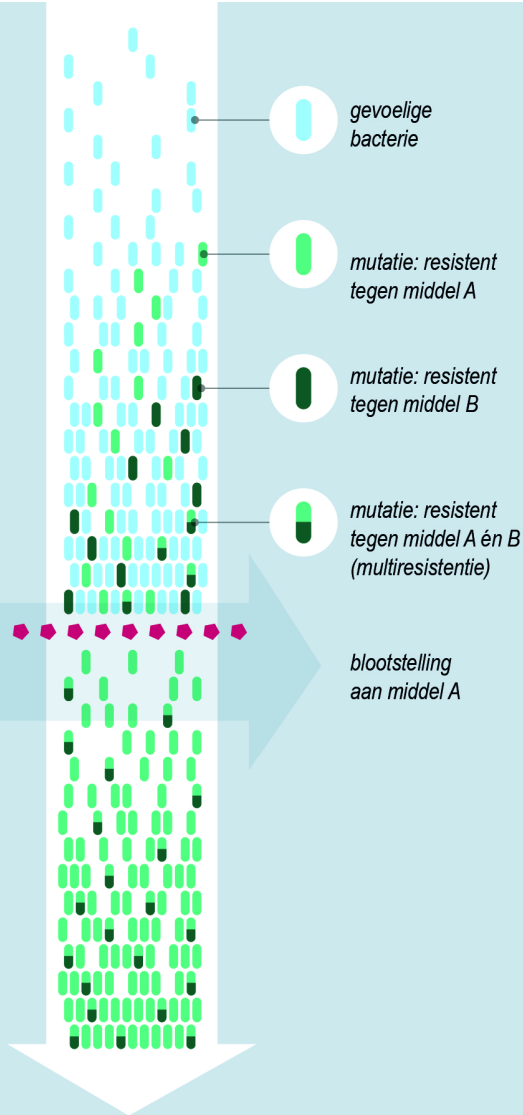 gevoelige
bacterie
mutatie: resistent
tegen middel A
mutatie: resistent
tegen middel B
mutatie: resistent
tegen middel A én B
(multiresistentie)
blootstelling
aan middel A